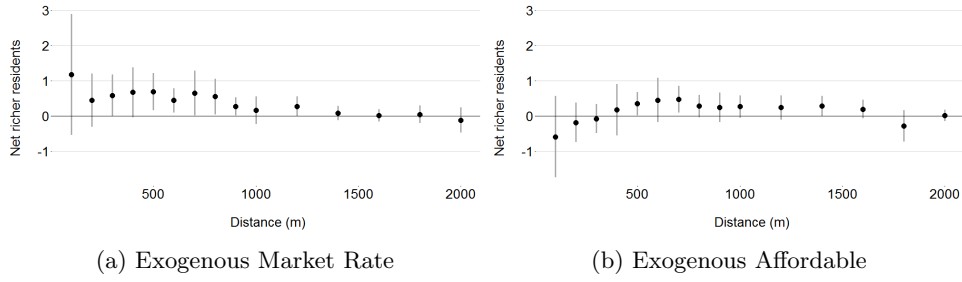 3
2
1
0
-1
Net richer residents
500 1000 1500 2000
Distance (m)
(a) Exogenous Market Rate
3
2
1
0
-1
Net richer residents
500 1000 1500 2000
Distance (m)
(b) Exogenous Affordable